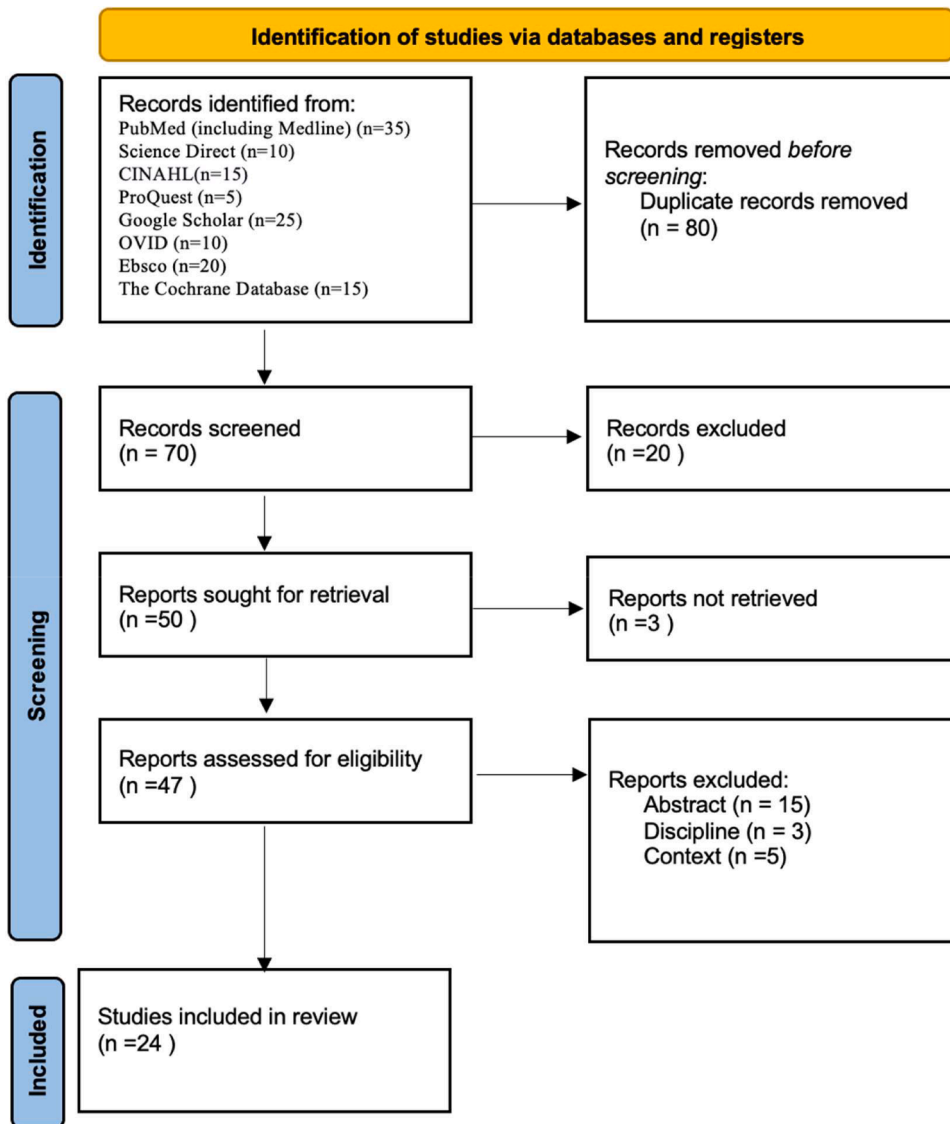 Identification of studies via databases and registers
Identification
Records identified from:
PubMed (including Medline) (n=35)
Science Direct (n=10)
CINAHL(n=15)
ProQuest (n=5)
Google Scholar (n=25)
OVID (n=10)
Ebsco (n=20)
The Cochrane Database (n=15)
Records removed before
screening:
Duplicate records removed
(n = 80)
Screening
Records screened
(n = 70)
Records excluded
(n =20 )
Reports sought for retrieval
(n =50 )
Reports not retrieved
(n =3 )
Reports assessed for eligibility
(n =47 )
Reports excluded:
Abstract (n = 15)
Discipline (n = 3)
Context (n =5)
Included
Studies included in review
(n =24 )